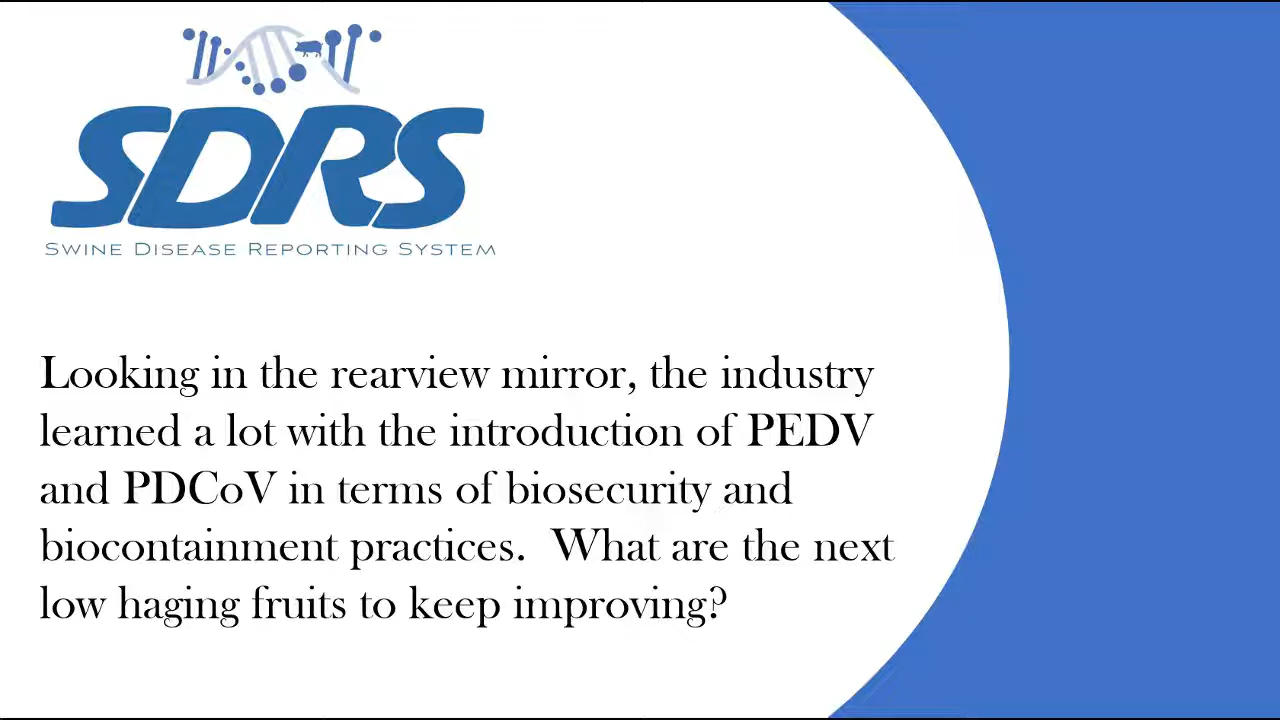 SDRS
SWINE DISEASE REPORTING SYSTEM
Looking in the rearview mirror, the industry
learned a lot with the introduction of PEDV
and PDCoV in terms of biosecurity and
biocontainment practices.  What are the next
low haging fruits to keep improving?